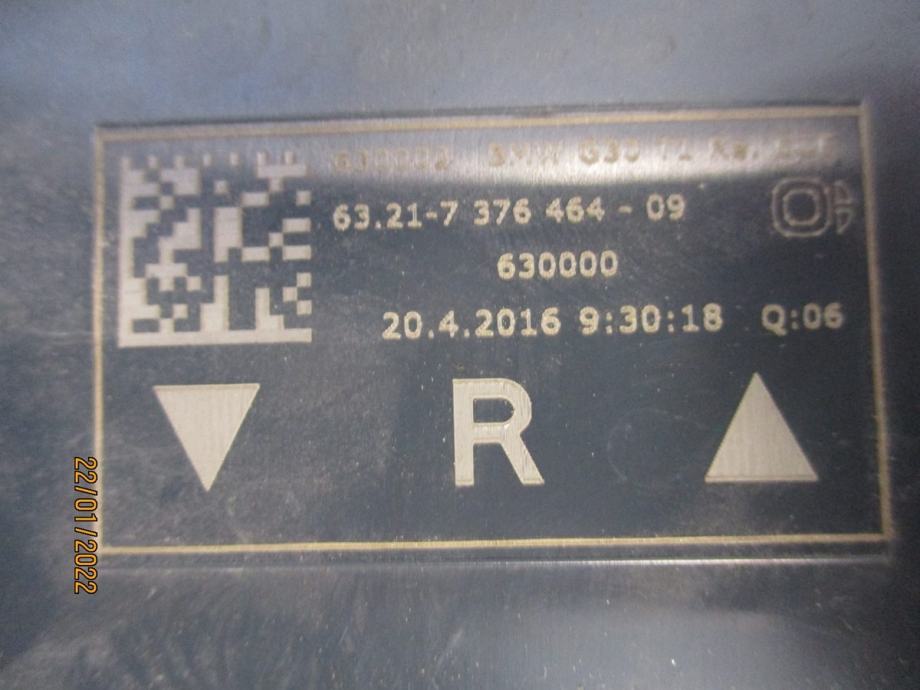 630000 BMW G30
63.21-7 376 464 - 09
630000
20.4.2016 9:30:18 Q:06
R
22/01/2022